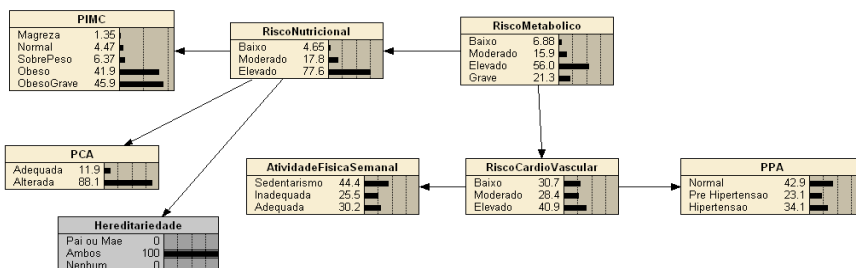 PIMC
Magreza 1.35
Normal 4.47
SobrePeso 6.37
Obeso 41.9
ObesoGrave 45.9
RiscoNutricional
Baixo 4.65
Moderado 17.8
Elevado 77.6
RiscoMetabolico
Baixo 6.88
Moderado 15.9
Elevado 56.0
Grave 21.3
PCA
Adequada 11.9
Alterada 88.1
AtividadeFisicaSemanal
Sedentarismo 44.4
Inadequada 25.5
Adequada 30.2
RiscoCardioVascular
Baixo 30.7
Moderado 28.4
Elevado 40.9
PPA
Normal 42.9
Pre Hipertensao 23.1
Hipertensao 34.1
Hereditariedade
Pai ou Mae 0
Ambos 100
Nenhum 0